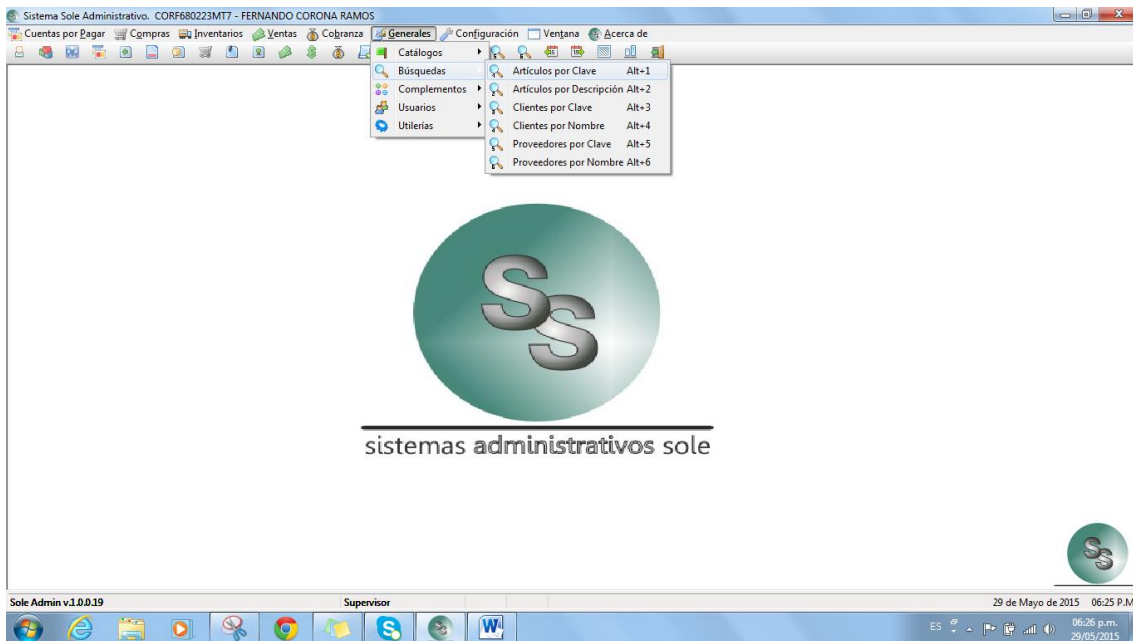 Sistema Sole Administrativo. CORF680223MT7 - FERNANDO CORONA RAMOS
Cuentas por Pagar Compras Inventarios Ventas Cobranza Generales Configuración Ventana Acerca de
Catálogos
Búsquedas
Complementos
Usuarios
Utilerías
Artículos por Clave Alt+1
Artículos por Descripción Alt+2
Clientes por Clave Alt+3
Clientes por Nombre Alt+4
Proveedores por Clave Alt+5
Proveedores por Nombre Alt+6
SS
sistemas administrativos sole
SS
Sole Admin v.1.0.0.19 Supervisor 29 de Mayo de 2015 06:25 P.M
ES 06:26 p.m.
29/05/2015